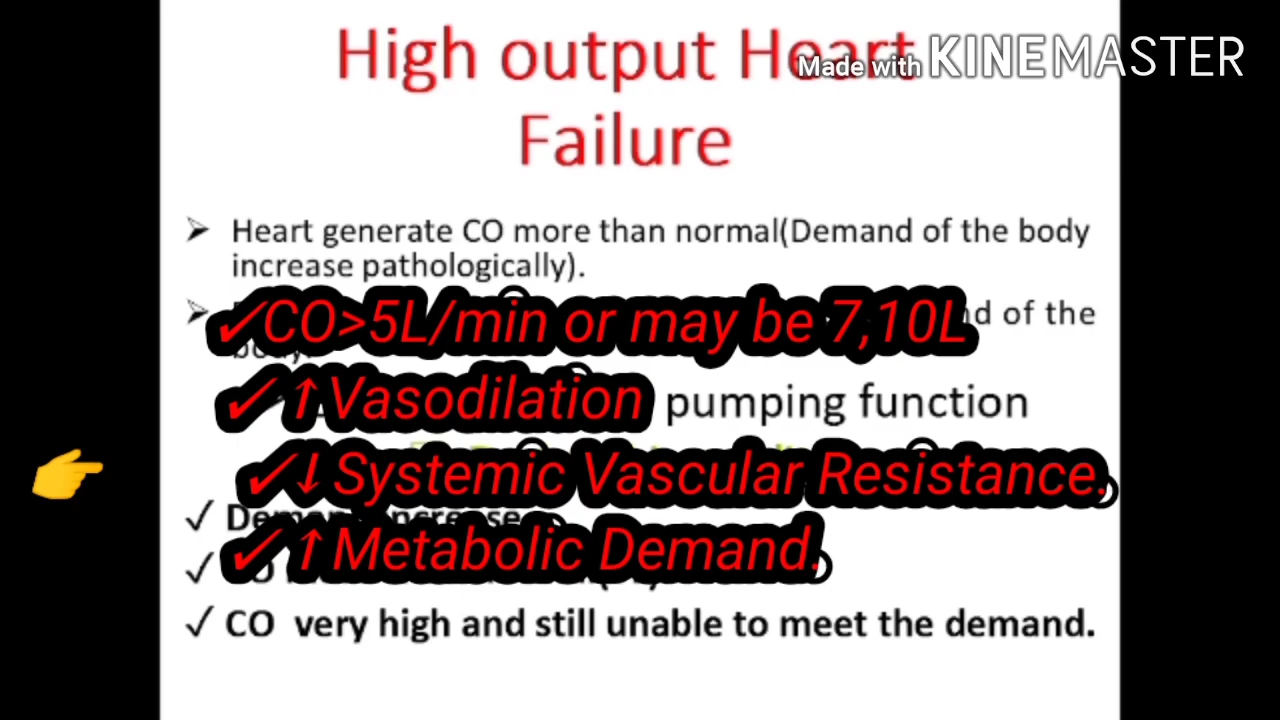 High output Heart
Made with KINEMASTER
Failure
➢ Heart generate CO more than normal(Demand of the body
increase pathologically).
➢ of the
✓CO>5L/min or may be 7,10L
✓↑Vasodilation pumping function
✓↓Systemic Vascular Resistance.
✓
✓↑Metabolic Demand.
✓ CO very high and still unable to meet the demand.